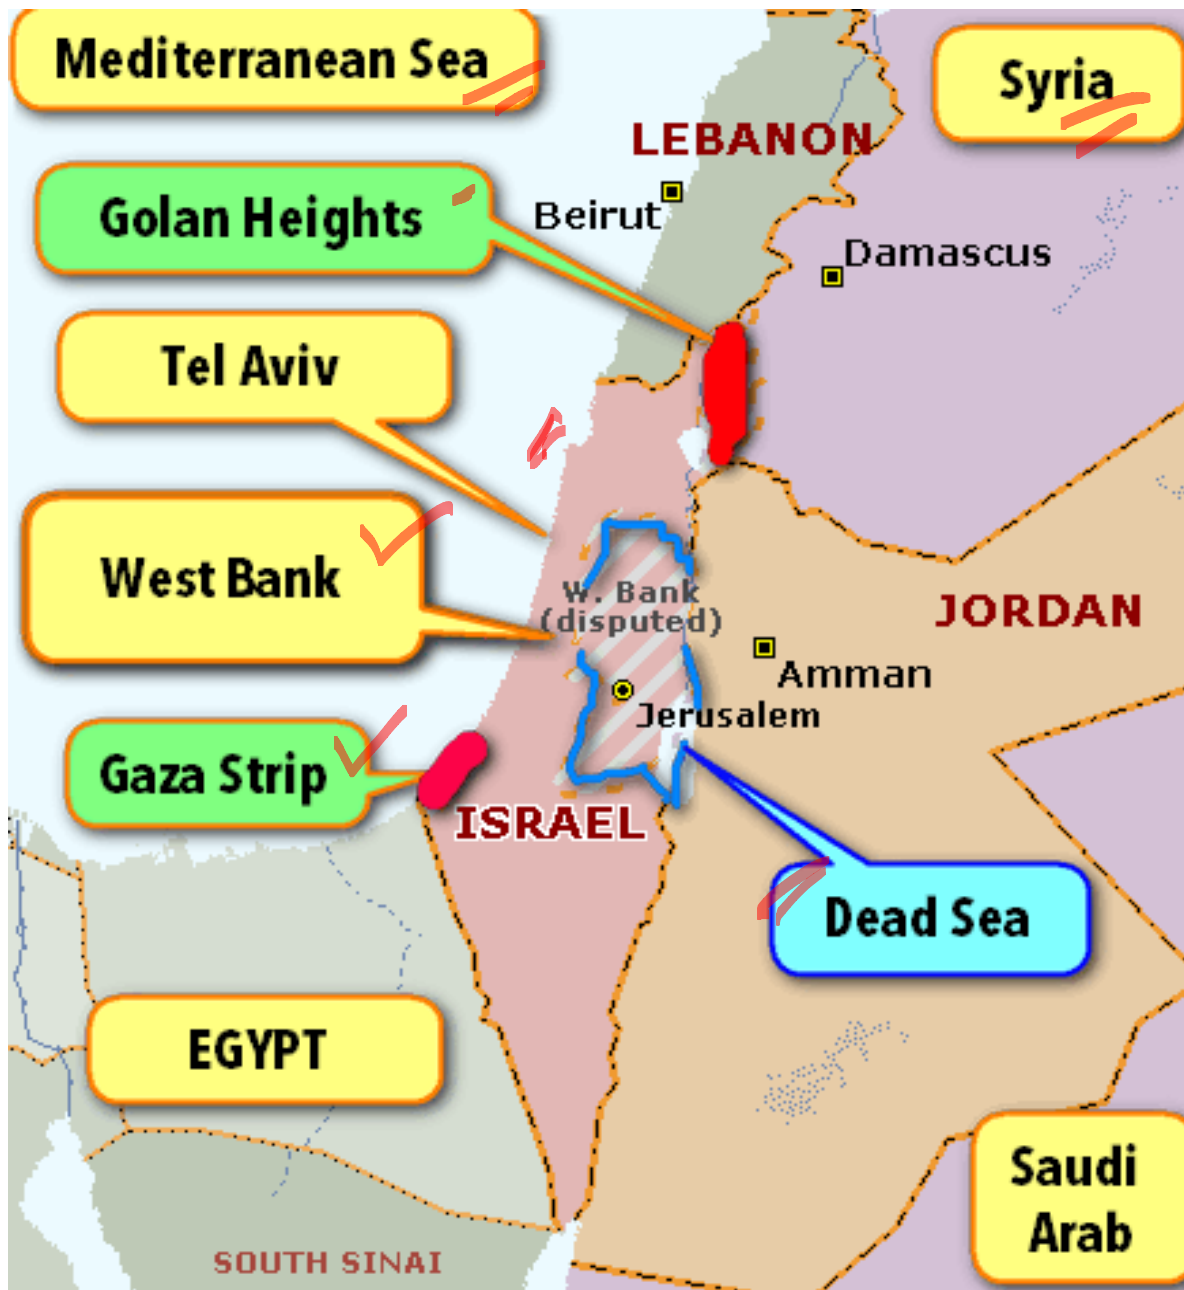 Mediterranean Sea
Syria
LEBANON
Golan Heights
Beirut
Damascus
Tel Aviv
West Bank
W. Bank
(disputed)
JORDAN
Amman
Jerusalem
Gaza Strip
ISRAEL
Dead Sea
EGYPT
Saudi
Arab
SOUTH SINAI